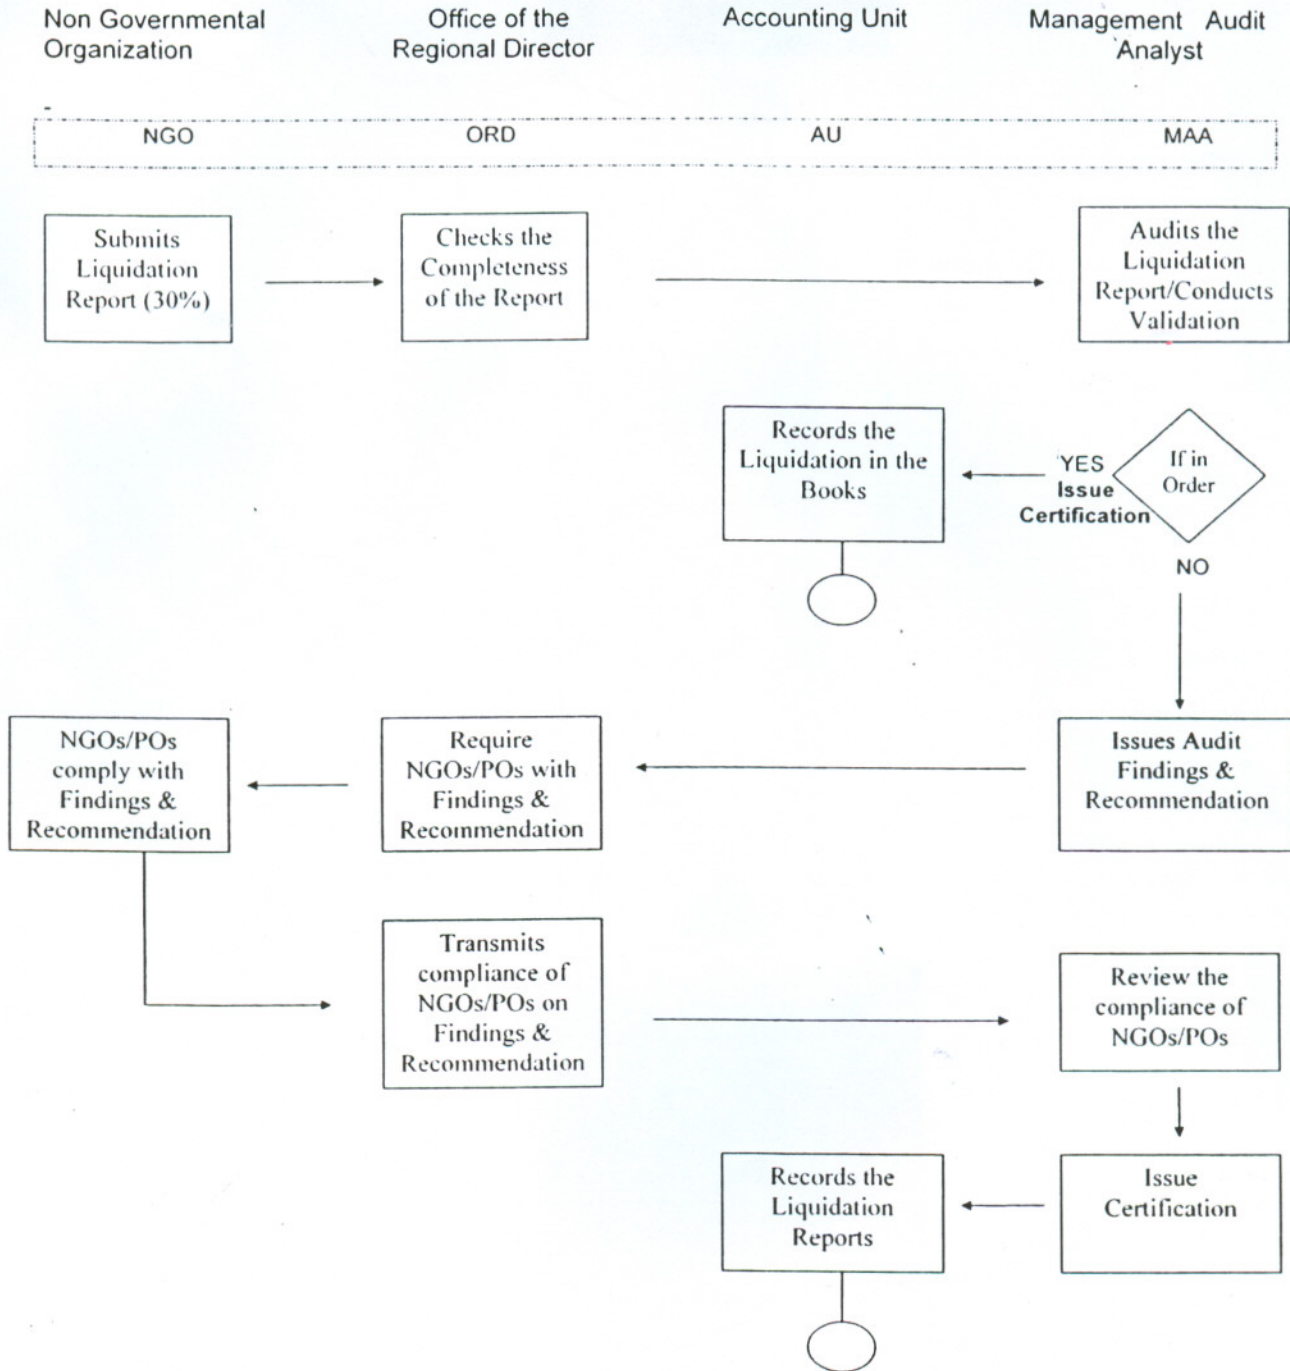 Non Governmental
Organization
Office of the
Regional Director
Accounting Unit
Management Audit
Analyst
NGO
ORD
AU
MAA
Submits
Liquidation
Report (30%)
Checks the
Completeness
of the Report
Audits the
Liquidation
Report/Conducts
Validation
Records the
Liquidation in the
Books
YES
Issue
Certification
If in
Order
NO
NGOs/POs
comply with
Findings &
Recommendation
Require
NGOs/POs with
Findings &
Recommendation
Issues Audit
Findings &
Recommendation
Transmits
compliance of
NGOs/POs on
Findings &
Recommendation
Review the
compliance of
NGOs/POs
Records the
Liquidation
Reports
Issue
Certification